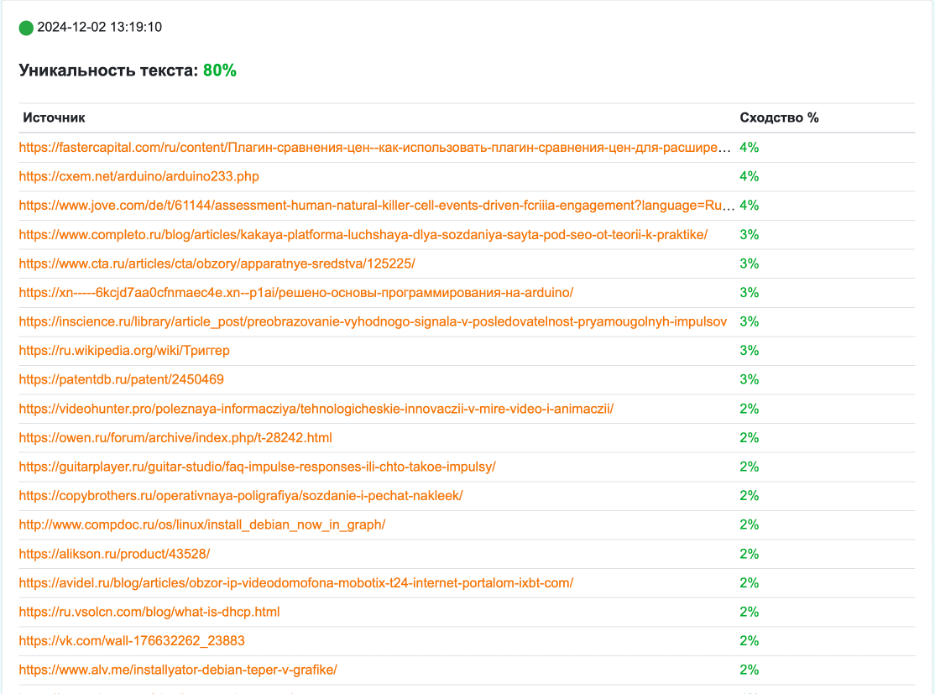 2024-12-02 13:19:10
Уникальность текста: 80%
Источник Сходство %
https://fastercapital.com/ru/content/Плагин-сравнения-цен--как-использовать-плагин-сравнения-цен-для-расшире... 4%
https://cxem.net/arduino/arduino233.php 4%
https://www.jove.com/de/t/61144/assessment-human-natural-killer-cell-events-driven-fcriiia-engagement?language=Ru... 4%
https://www.completo.ru/blog/articles/kakaya-platforma-luchshaya-dlya-sozdaniya-sayta-pod-seo-ot-teorii-k-praktike/ 3%
https://www.cta.ru/articles/cta/obzory/apparatnye-sredstva/125225/ 3%
https://xn-----6kcjd7aa0cfnmaec4e.xn--p1ai/решено-основы-программирования-на-arduino/ 3%
https://inscience.ru/library/article_post/preobrazovanie-vyhodnogo-signala-v-posledovatelnost-pryamougolnyh-impulsov 3%
https://ru.wikipedia.org/wiki/Триггер 3%
https://patentdb.ru/patent/2450469 3%
https://videohunter.pro/poleznaya-informacziya/tehnologicheskie-innovaczii-v-mire-video-i-animaczii/ 2%
https://owen.ru/forum/archive/index.php/t-28242.html 2%
https://guitarplayer.ru/guitar-studio/faq-impulse-responses-ili-chto-takoe-impulsy/ 2%
https://copybrothers.ru/operativnaya-poligrafiya/sozdanie-i-pechat-nakleek/ 2%
http://www.compdoc.ru/os/linux/install_debian_now_in_graph/ 2%
https://alikson.ru/product/43528/ 2%
https://avidel.ru/blog/articles/obzor-ip-videodomofona-mobotix-t24-internet-portalom-ixbt-com/ 2%
https://ru.vsolcn.com/blog/what-is-dhcp.html 2%
https://vk.com/wall-176632262_23883 2%
https://www.alv.me/installyator-debian-teper-v-grafike/ 2%